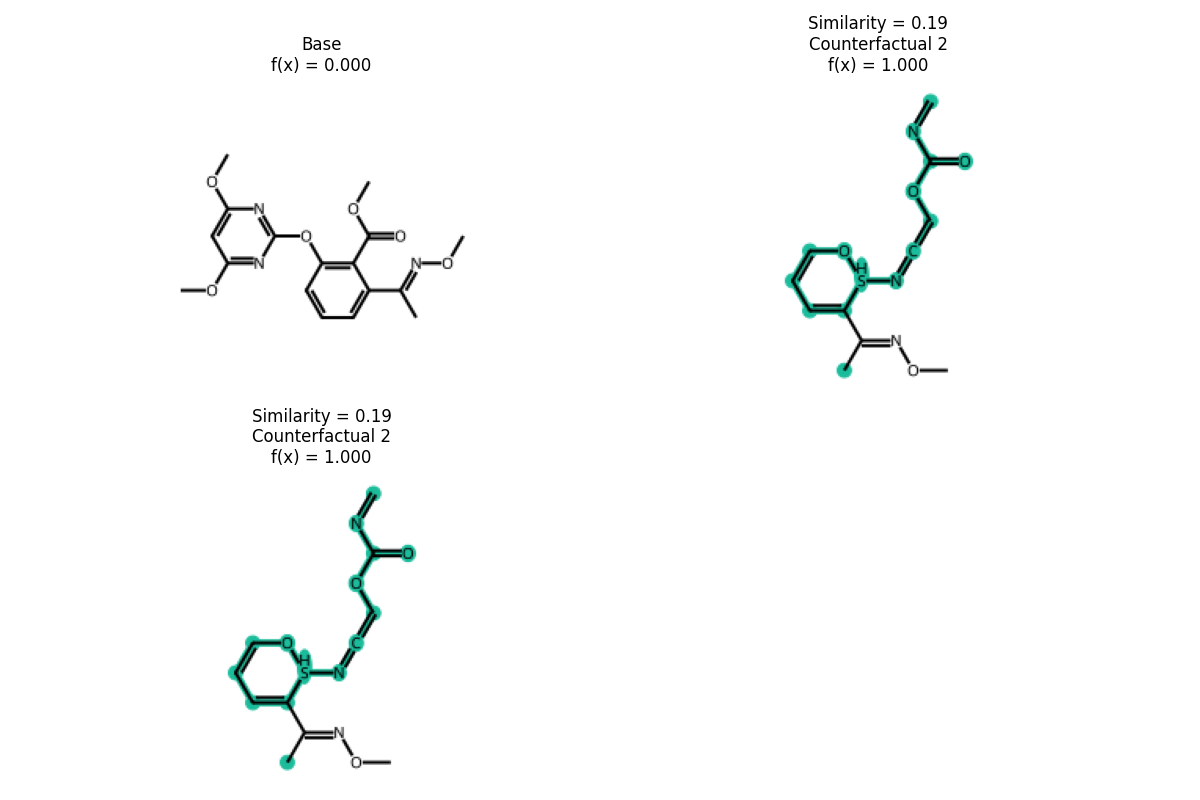 Base
f(x) = 0.000
O
N
O
O
O
N
N
O
O
Similarity = 0.19
Counterfactual 2
f(x) = 1.000
N
O
O
O
C
H
S
N
N
O
Similarity = 0.19
Counterfactual 2
f(x) = 1.000
N
O
O
O
C
H
S
N
N
O